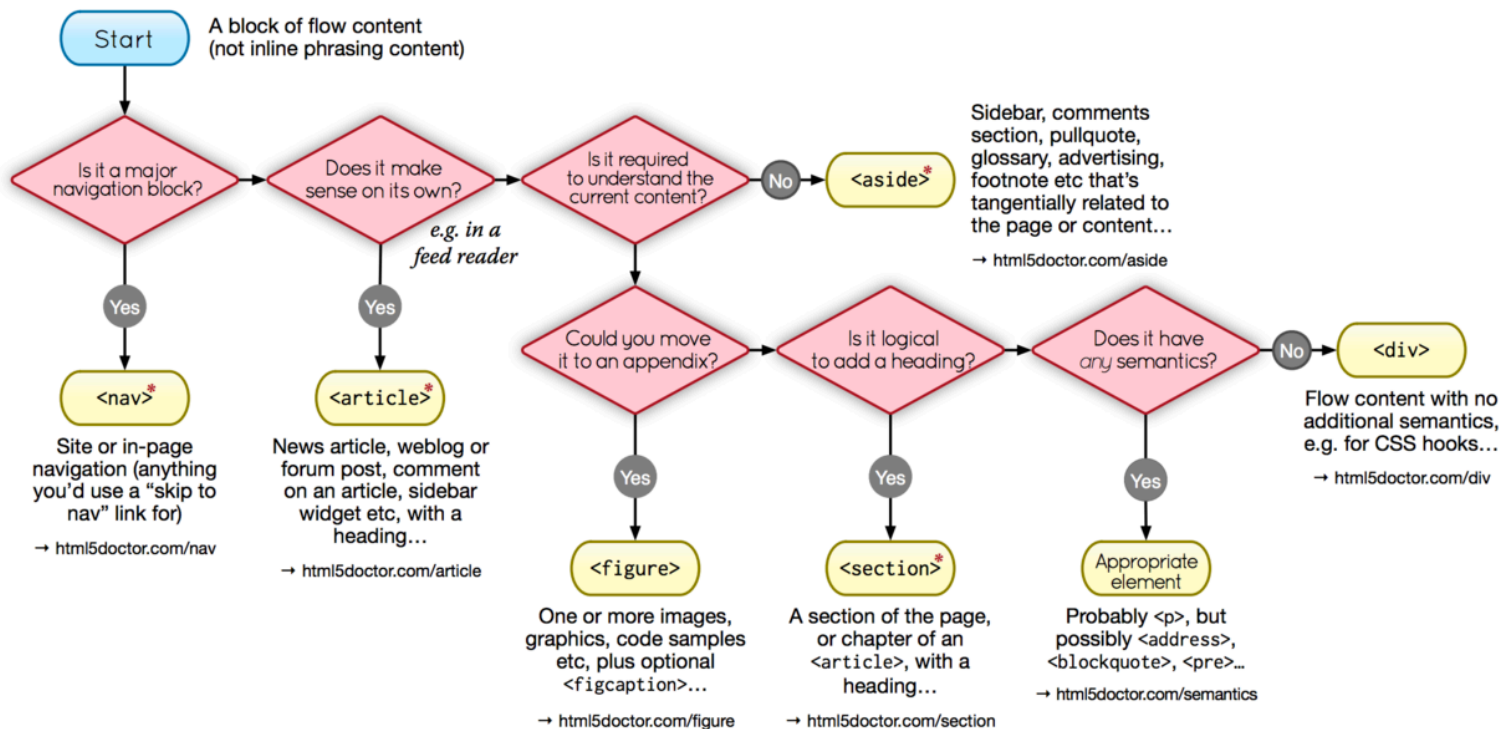 Start
A block of flow content
(not inline phrasing content)
Is it a major
navigation block?
Does it make
sense on its own?
e.g. in a
feed reader
Is it required
to understand the
current content?
No
<aside>*
Sidebar, comments
section, pullquote,
glossary, advertising,
footnote etc that’s
tangentially related to
the page or content…
→ html5doctor.com/aside
Yes
<nav>*
Site or in-page
navigation (anything
you’d use a “skip to
nav” link for)
→ html5doctor.com/nav
Yes
<article>*
News article, weblog or
forum post, comment
on an article, sidebar
widget etc, with a
heading…
→ html5doctor.com/article
Could you move
it to an appendix?
Yes
<figure>
One or more images,
graphics, code samples
etc, plus optional
<figcaption>…
→ html5doctor.com/figure
Is it logical
to add a heading?
Yes
<section>*
A section of the page,
or chapter of an
<article>, with a
heading…
→ html5doctor.com/section
Does it have
any semantics?
Yes
Appropriate
element
Probably <p>, but
possibly <address>,
<blockquote>, <pre>…
→ html5doctor.com/semantics
No
<div>
Flow content with no
additional semantics,
e.g. for CSS hooks…
→ html5doctor.com/div